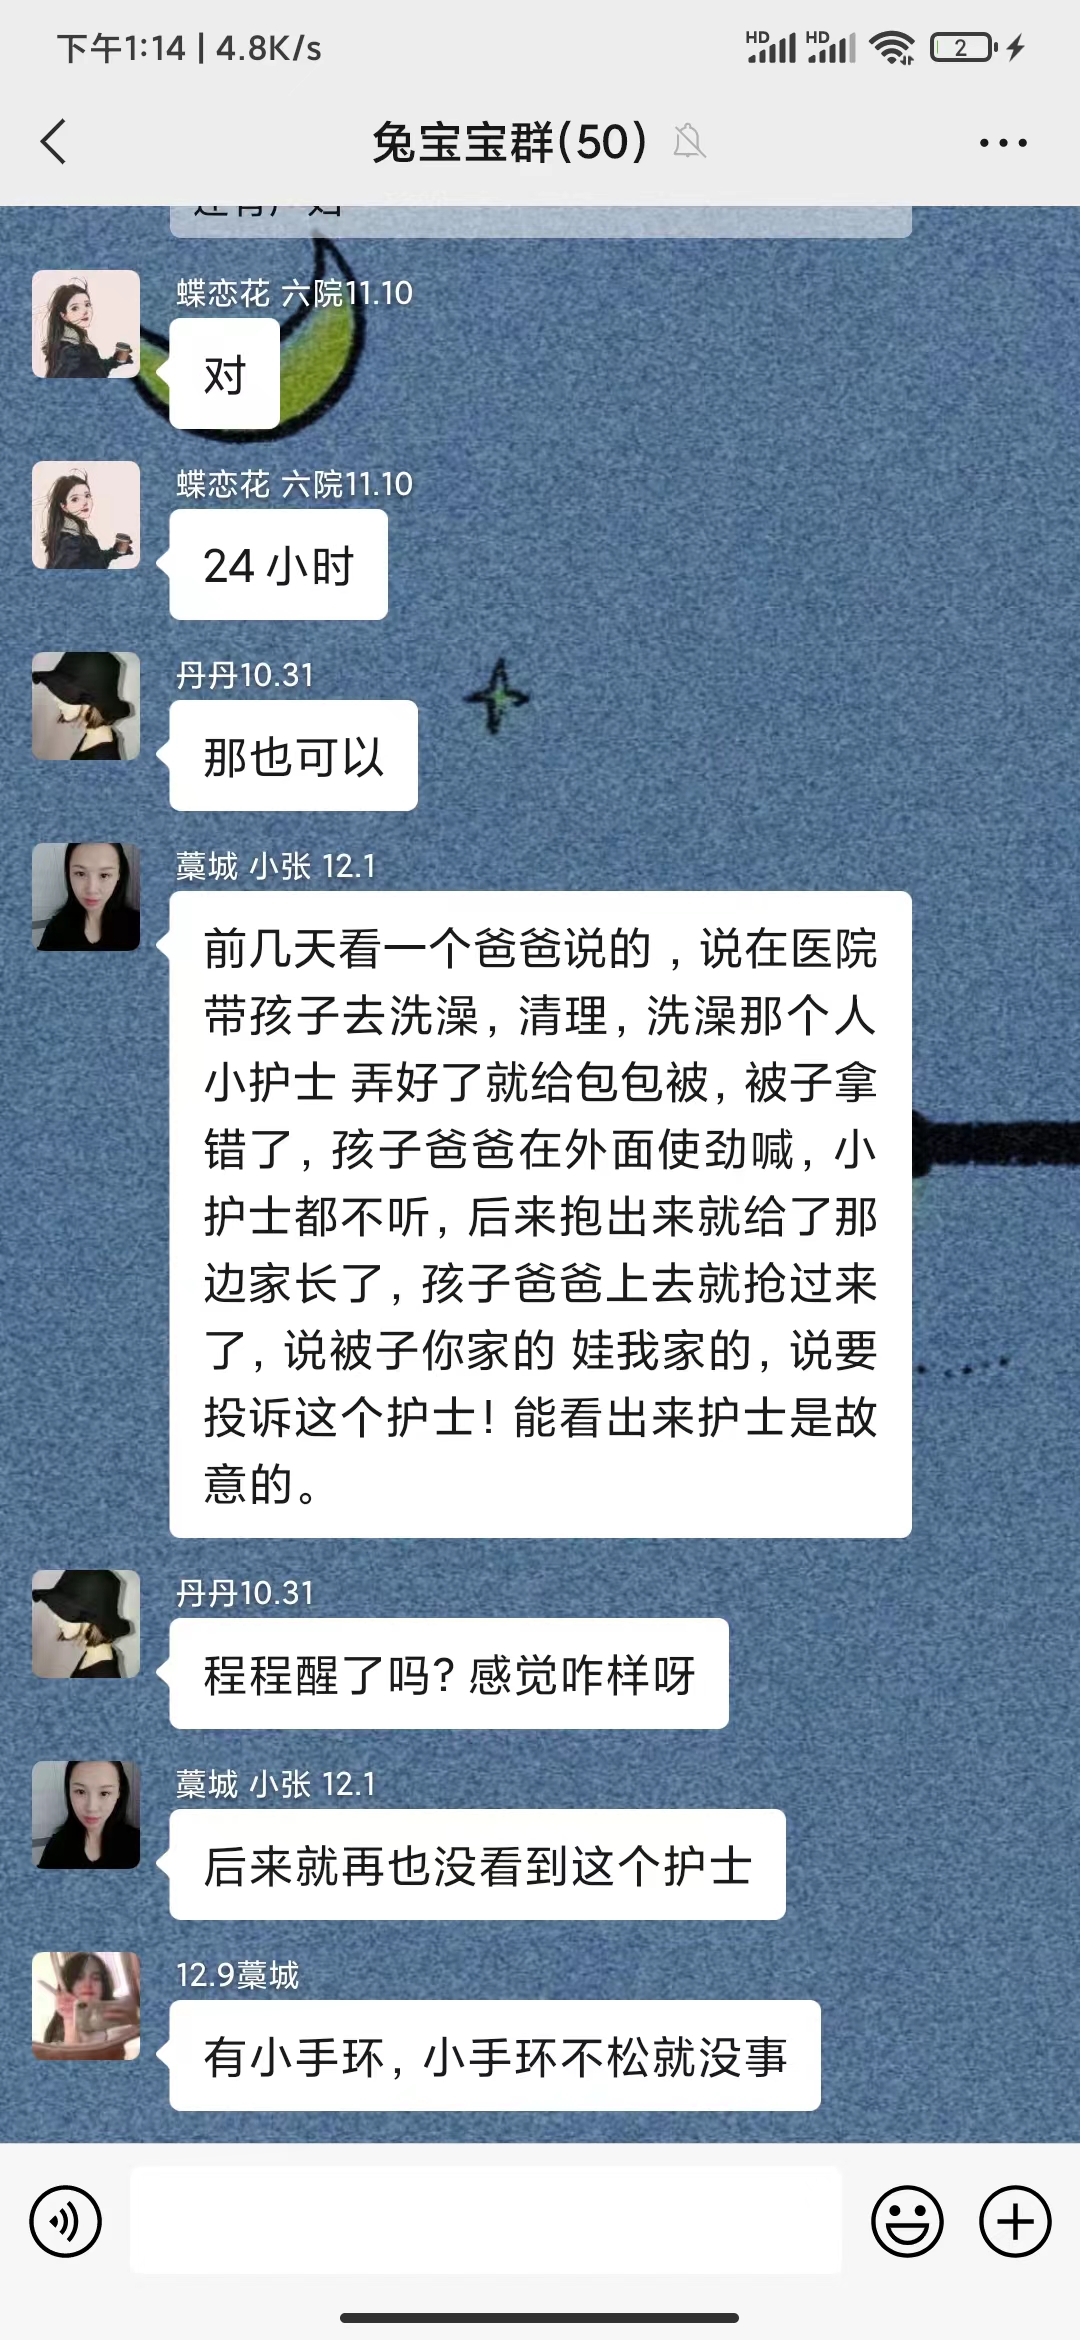 下午1:14 | 4.8K/s
HD HD 2
兔宝宝群(50)
蝶恋花 六院11.10
对
蝶恋花 六院11.10
24 小时
丹丹10.31
那也可以
藁城 小张 12.1
前几天看一个爸爸说的，说在医院
带孩子去洗澡，清理，洗澡那个人
小护士 弄好了就给包包被，被子拿
错了，孩子爸爸在外面使劲喊，小
护士都不听，后来抱出来就给了那
边家长了，孩子爸爸上去就抢过来
了，说被子你家的 娃我家的，说要
投诉这个护士！能看出来护士是故
意的。
丹丹10.31
程程醒了吗？感觉咋样呀
藁城 小张 12.1
后来就再也没看到这个护士
12.9藁城
有小手环，小手环不松就没事